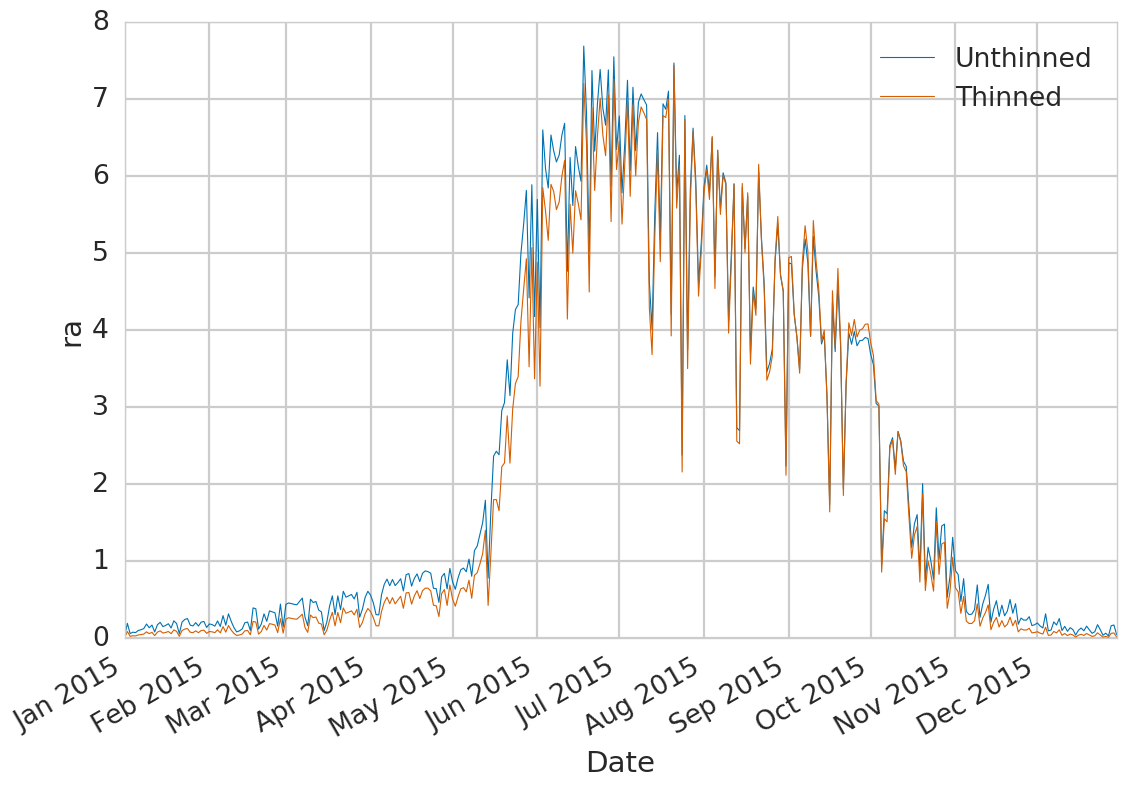 8
7
6
5
4
3
2
1
0
ra
Unthinned
Thinned
Jan 2015
Feb 2015
Mar 2015
Apr 2015
May 2015
Jun 2015
Jul 2015
Aug 2015
Sep 2015
Oct 2015
Nov 2015
Dec 2015
Date